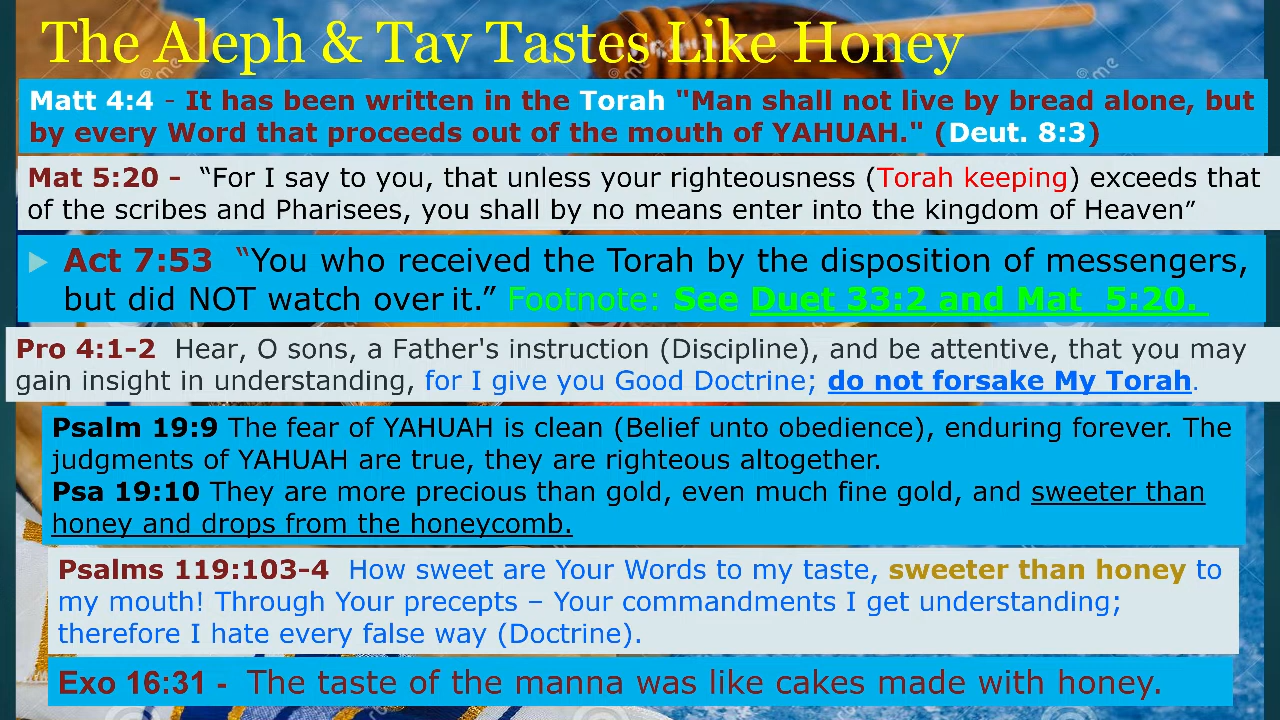 The Aleph & Tav Tastes Like Honey
Matt 4:4 - It has been written in the Torah "Man shall not live by bread alone, but
by every Word that proceeds out of the mouth of YAHUAH." (Deut. 8:3)
Mat 5:20 – “For I say to you, that unless your righteousness (Torah keeping) exceeds that
of the scribes and Pharisees, you shall by no means enter into the kingdom of Heaven”
Act 7:53 “You who received the Torah by the disposition of messengers,
but did NOT watch over it.” Footnote: See Duet 33:2 and Mat 5:20.
Pro 4:1-2 Hear, O sons, a Father's instruction (Discipline), and be attentive, that you may
gain insight in understanding, for I give you Good Doctrine; do not forsake My Torah.
Psalm 19:9 The fear of YAHUAH is clean (Belief unto obedience), enduring forever. The
judgments of YAHUAH are true, they are righteous altogether.
Psa 19:10 They are more precious than gold, even much fine gold, and sweeter than
honey and drops from the honeycomb.
Psalms 119:103-4 How sweet are Your Words to my taste, sweeter than honey to
my mouth! Through Your precepts – Your commandments I get understanding;
therefore I hate every false way (Doctrine).
Exo 16:31 - The taste of the manna was like cakes made with honey.